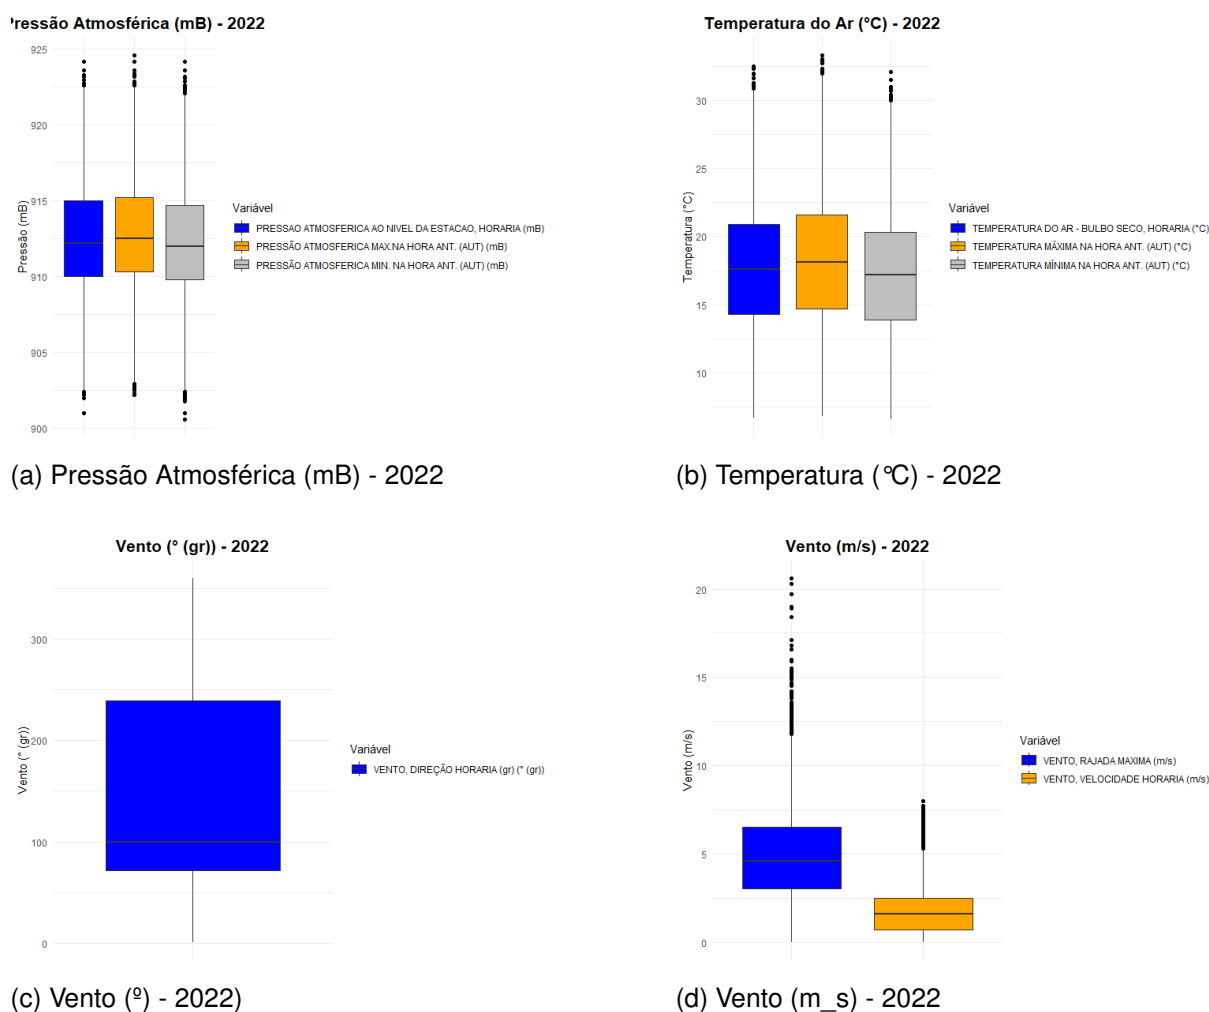 Pressão Atmosférica (mB) - 2022
925
920
915
910
905
900
Pressão (mB)
Variável
PRESSAO ATMOSFERICA AO NIVEL DA ESTACAO, HORARIA (mB)
PRESSÃO ATMOSFERICA MAX.NA HORA ANT. (AUT) (mB)
PRESSÃO ATMOSFERICA MIN. NA HORA ANT. (AUT) (mB)
(a) Pressão Atmosférica (mB) - 2022
Temperatura do Ar (°C) - 2022
30
25
20
15
10
Temperatura (°C)
Variável
TEMPERATURA DO AR - BULBO SECO, HORARIA (°C)
TEMPERATURA MÁXIMA NA HORA ANT. (AUT) (°C)
TEMPERATURA MÍNIMA NA HORA ANT. (AUT) (°C)
(b) Temperatura (°C) - 2022
Vento (° (gr)) - 2022
300
200
100
0
Vento (° (gr))
Variável
VENTO, DIREÇÃO HORARIA (gr) (° (gr))
(c) Vento (º) - 2022)
Vento (m/s) - 2022
20
15
10
5
0
Vento (m/s)
Variável
VENTO, RAJADA MAXIMA (m/s)
VENTO, VELOCIDADE HORARIA (m/s)
(d) Vento (m_s) - 2022